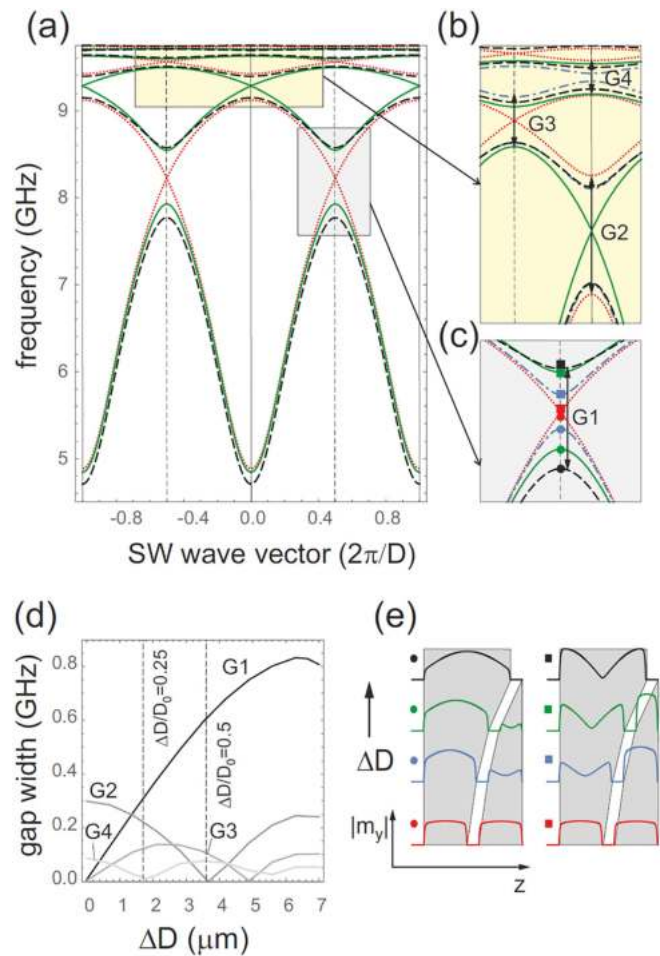 (a)
9
8
7
6
5
frequency (GHz)
-0.8 -0.4 0.0 0.4 0.8
SW wave vector (2π/D)
(b)
G4
G3
G2
(c)
G1
(d)
0.8
0.6
0.4
0.2
0.0
gap width (GHz)
G1
G2
G4
G3
ΔD/D₀=0.25
ΔD/D₀=0.5
0 1 2 3 4 5 6 7
ΔD (μm)
(e)
ΔD
|m_y|
z